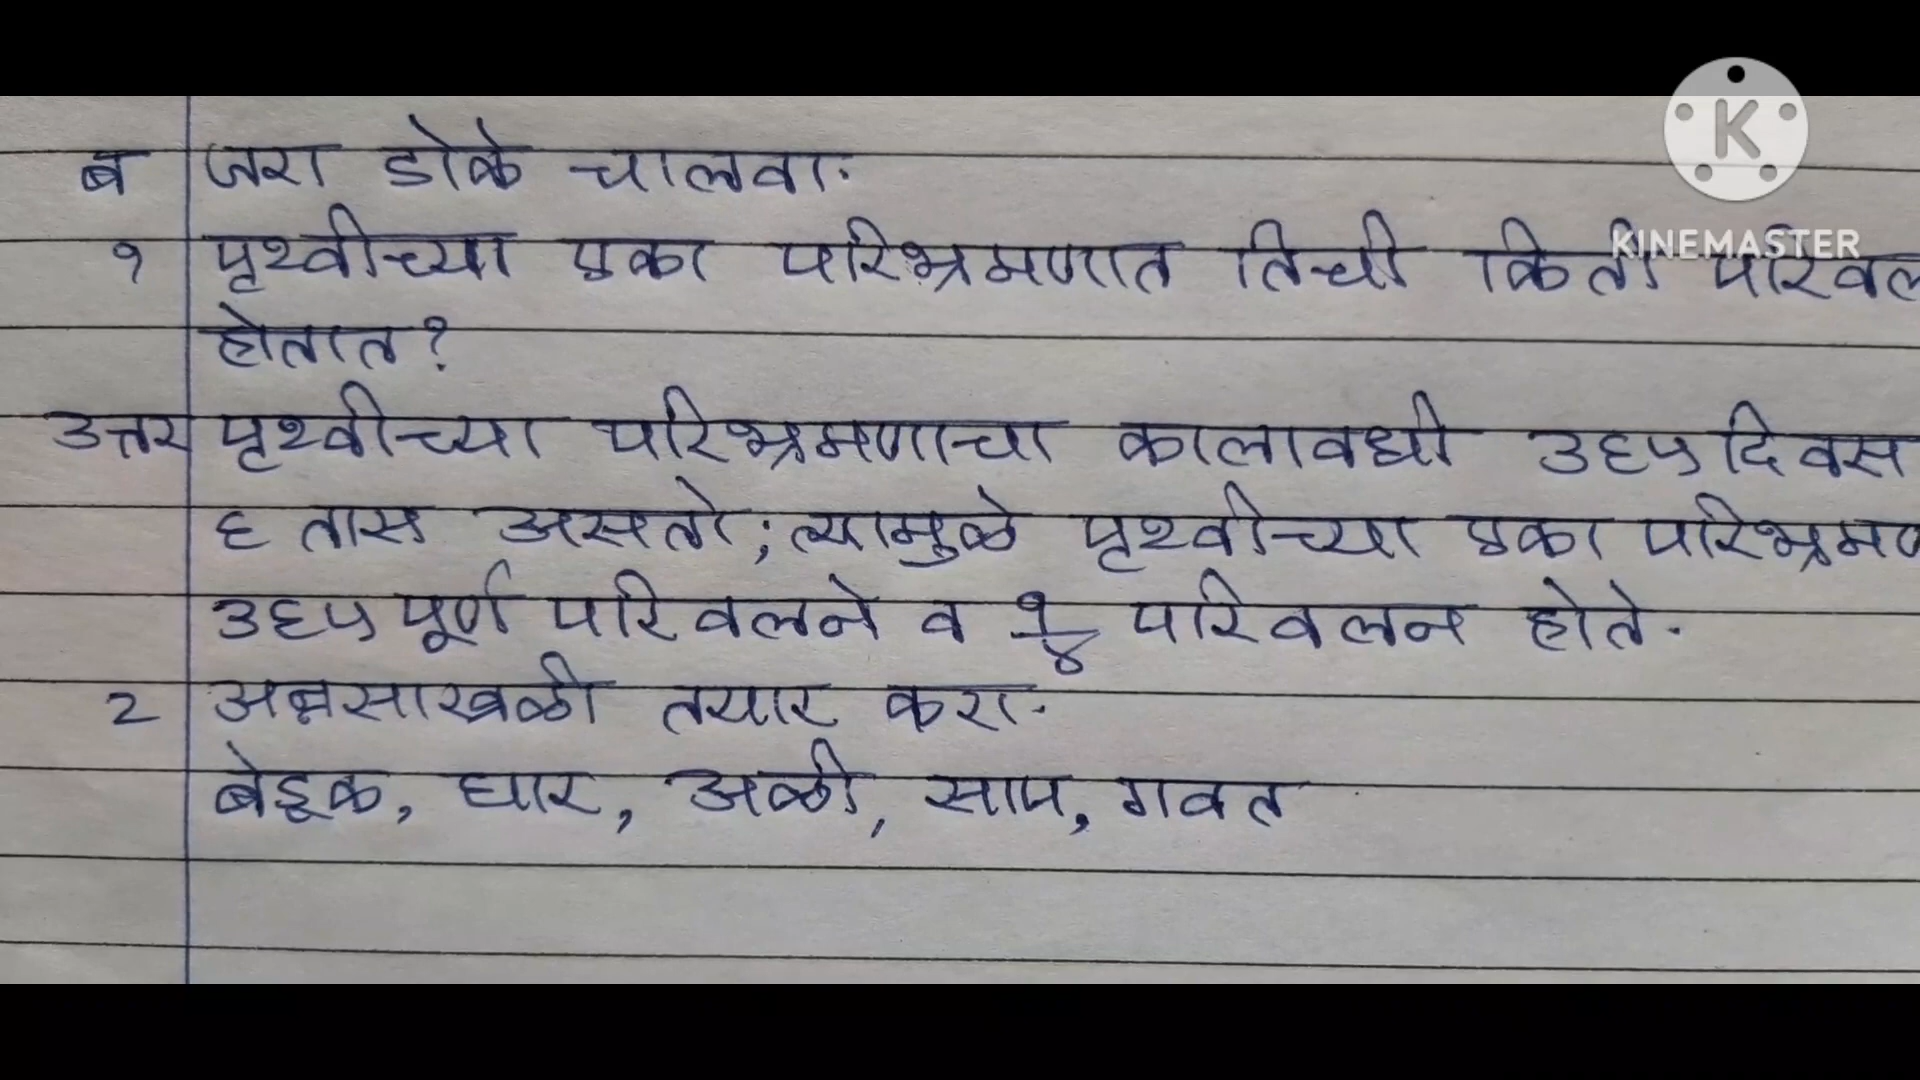 ब जरा डोके चालवा.
१ पृथ्वीच्या एका परिभ्रमणात तिची किती परिवल
होतात?
उत्तर पृथ्वीच्या परिभ्रमणाचा कालावधी ३६५ दिवस
६ तास असतो; त्यामुळे पृथ्वीच्या एका परिभ्रमण
३६५ पूर्ण परिवलने व १/४ परिवलन होते.
2 अन्नसाखळी तयार करा.
बेडूक, घार, अळी, साप, गवत
K
KINEMASTER